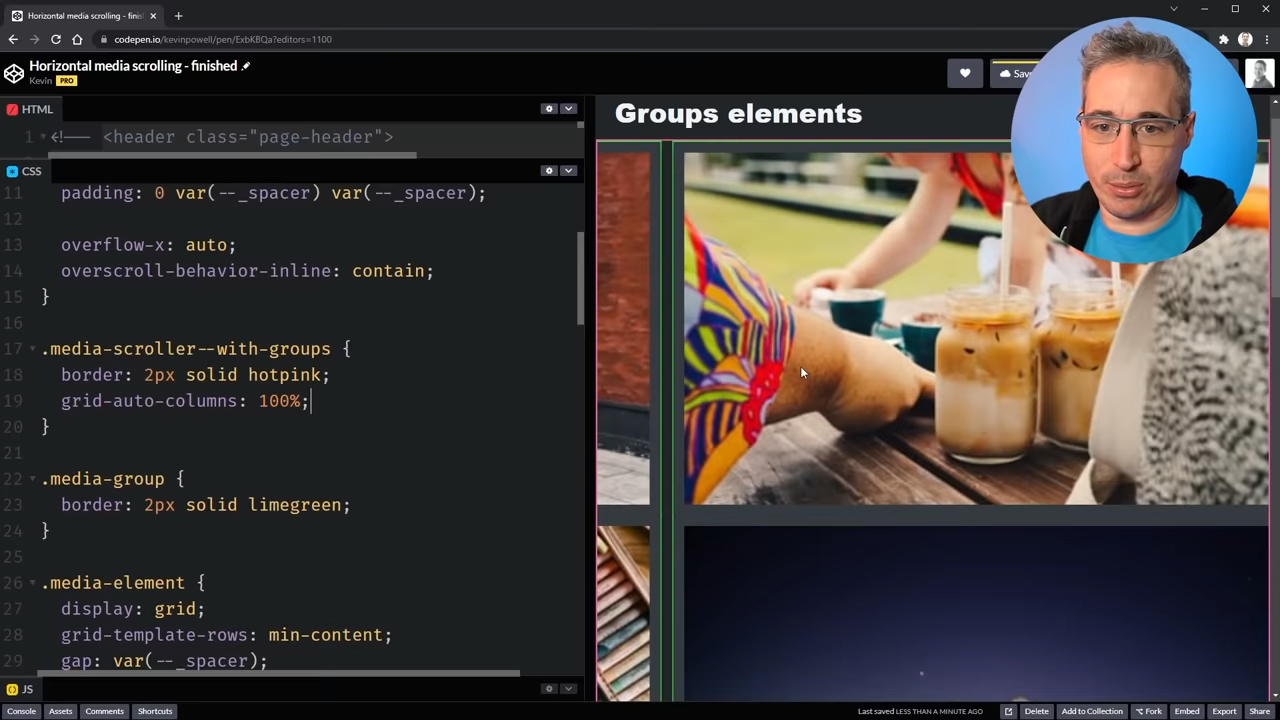 Horizontal media scrolling - finis
codepen.io/kevinpowell/pen/ExbKBQa?editors=1100
Horizontal media scrolling - finished
Kevin PRO
Sav
HTML
1 <!-- <header class="page-header">
CSS
11 padding: 0 var(--_spacer) var(--_spacer);
12
13 overflow-x: auto;
14 overscroll-behavior-inline: contain;
15 }
16
17 .media-scroller--with-groups {
18 border: 2px solid hotpink;
19 grid-auto-columns: 100%;
20 }
21
22 .media-group {
23 border: 2px solid limegreen;
24 }
25
26 .media-element {
27 display: grid;
28 grid-template-rows: min-content;
29 gap: var(--_spacer);
JS
Groups elements
Console Assets Comments Shortcuts
Last saved LESS THAN A MINUTE AGO
Delete Add to Collection Fork Embed Export Share